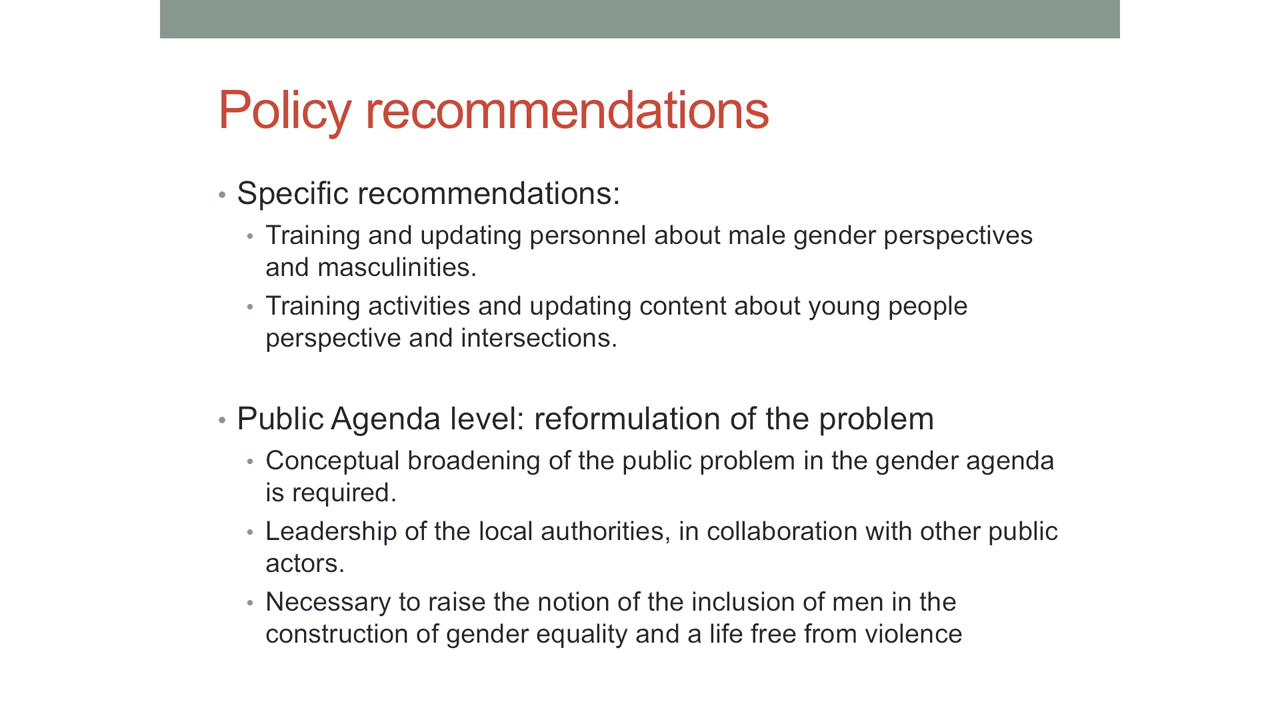 Policy recommendations
• Specific recommendations:
• Training and updating personnel about male gender perspectives
and masculinities.
• Training activities and updating content about young people
perspective and intersections.
• Public Agenda level: reformulation of the problem
• Conceptual broadening of the public problem in the gender agenda
is required.
• Leadership of the local authorities, in collaboration with other public
actors.
• Necessary to raise the notion of the inclusion of men in the
construction of gender equality and a life free from violence